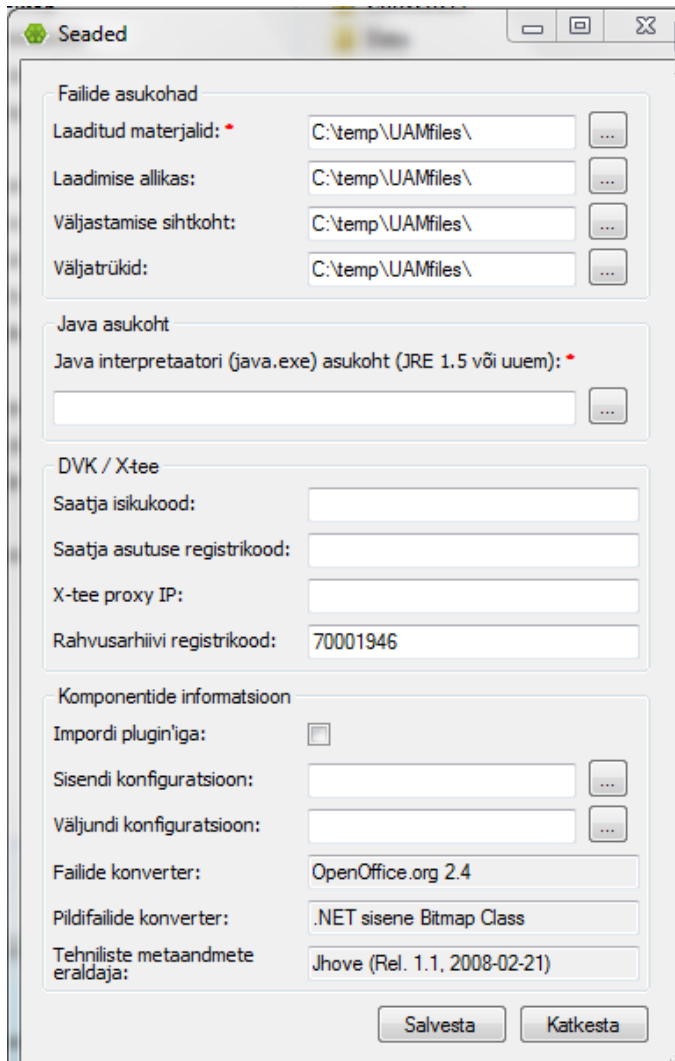 Seaded
Failide asukohad
Laaditud materjalid: * C:\temp\UAMfiles\ ...
Laadimise allikas: C:\temp\UAMfiles\ ...
Väljastamise sihtkoht: C:\temp\UAMfiles\ ...
Väljatrükid: C:\temp\UAMfiles\ ...
Java asukoht
Java interpretaatori (java.exe) asukoht (JRE 1.5 või uuem): *
...
DVK / X-tee
Saatja isikukood:
Saatja asutuse registrikood:
X-tee proxy IP:
Rahvusarhiivi registrikood: 70001946
Komponentide informatsioon
Impordi plugin'iga:
Sisendi konfiguratsioon: ...
Väljundi konfiguratsioon: ...
Failide konverter: OpenOffice.org 2.4
Pildifailide konverter: .NET sisene Bitmap Class
Tehniliste metaandmete
eraldaja: Jhove (Rel. 1.1, 2008-02-21)
Salvesta Katkesta